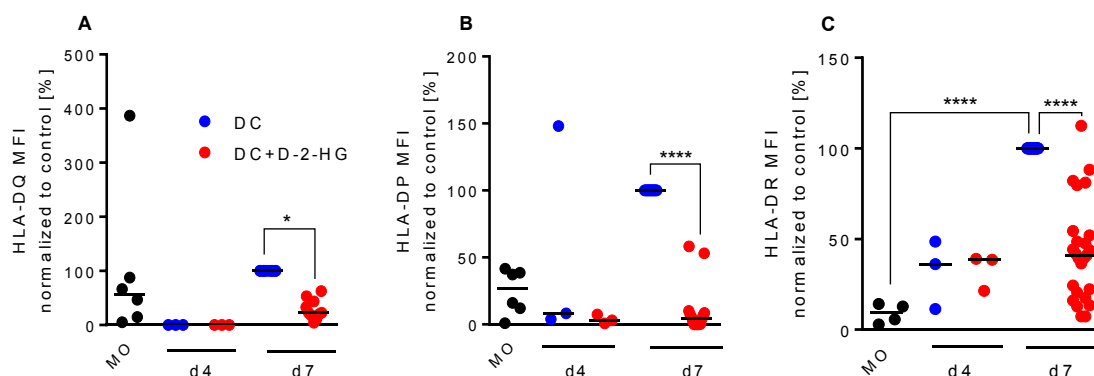 A
HLA-DQ MFI
normalized to control [%]
500
400
300
200
100
0
DC
DC+D-2-HG
*
MO
d4
d7
B
HLA-DP MFI
normalized to control [%]
200
150
100
50
0
****
MO
d4
d7
C
HLA-DR MFI
normalized to control [%]
150
100
50
0
****
****
MO
d4
d7